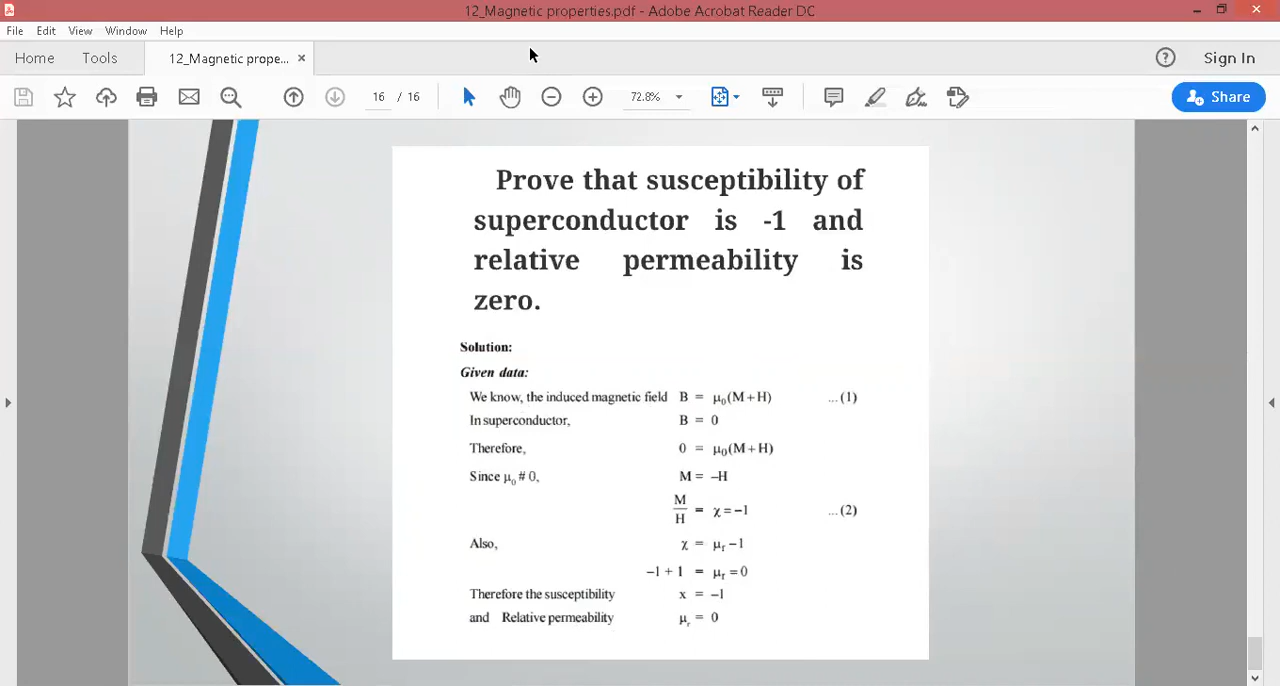 12_Magnetic properties.pdf - Adobe Acrobat Reader DC
File Edit View Window Help
Home Tools 12_Magnetic prope... × ? Sign In
16 / 16 72.8% Share
Prove that susceptibility of
superconductor is -1 and
relative permeability is
zero.
Solution:
Given data:
We know, the induced magnetic field B = μ₀(M+H) ...(1)
In superconductor, B = 0
Therefore, 0 = μ₀(M+H)
Since μ₀ # 0, M = –H
M/H = χ = –1 ...(2)
Also, χ = μᵣ –1
–1 + 1 = μᵣ = 0
Therefore the susceptibility x = –1
and Relative permeability μᵣ = 0